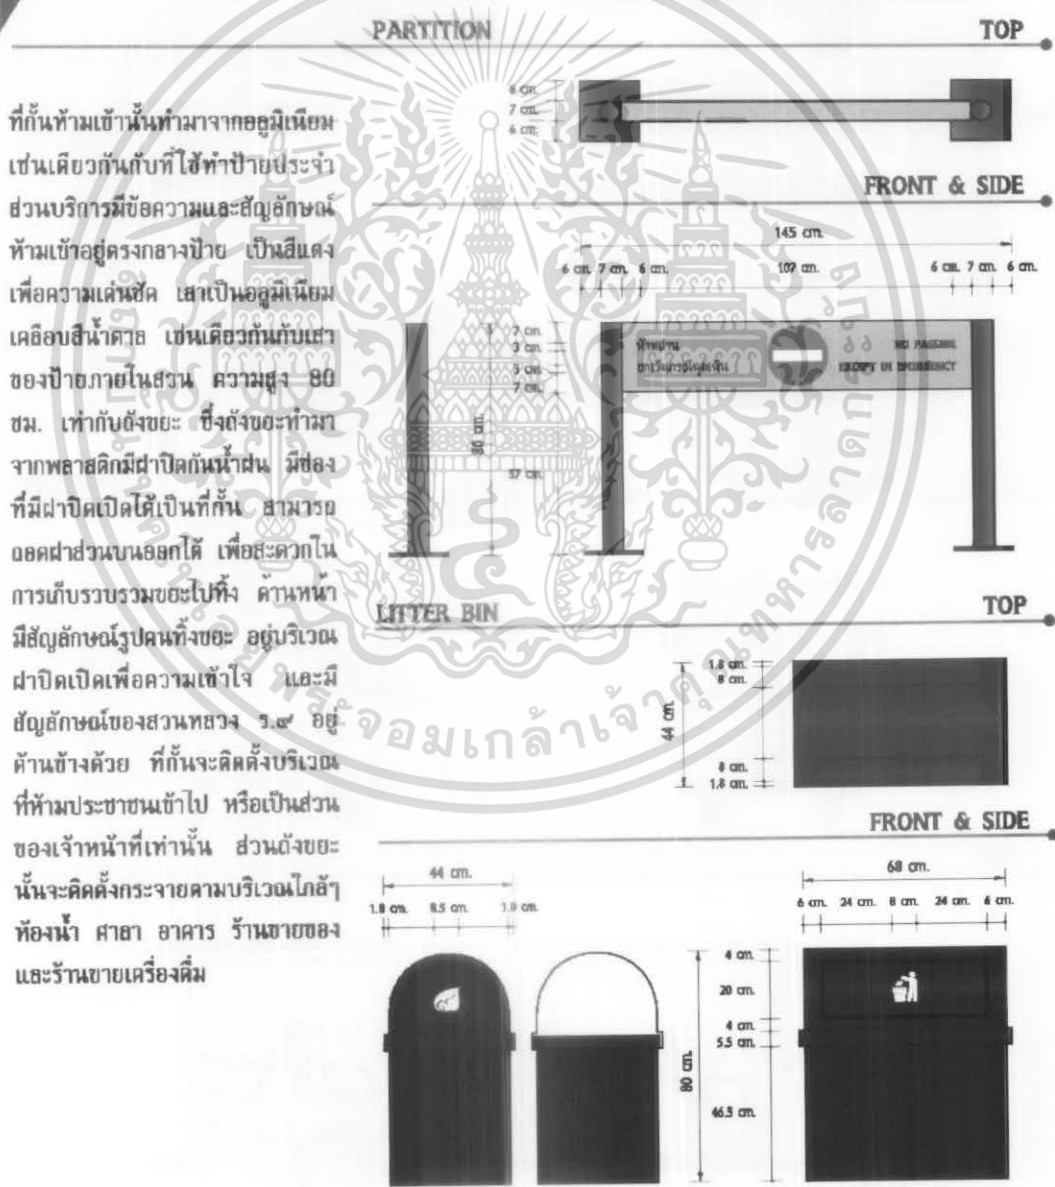 PARTITION
TOP
ที่กั้นห้ามเข้านั้นทำมาจากอลูมิเนียม
เช่นเดียวกันกับที่ใช้ทำป้ายประจำ
ส่วนบริการมีข้อความและสัญลักษณ์
ห้ามเข้าอยู่ตรงกลางป้าย เป็นสีแดง
เพื่อความเด่นชัด เสาเป็นอลูมิเนียม
เคลือบสีน้ำตาล เช่นเดียวกันกับเสา
ของป้ายภายในสวน ความสูง 80
ซม. เท่ากับถังขยะ ซึ่งถังขยะทำมา
จากพลาสติกมีฝาปิดกันน้ำฝน มีช่อง
ที่มีฝาปิดเปิดได้เป็นที่กั้น สามารถ
ถอดฝาส่วนบนออกได้ เพื่อสะดวกใน
การเก็บรวบรวมขยะไปทิ้ง ด้านหน้า
มีสัญลักษณ์รูปคนทิ้งขยะ อยู่บริเวณ
ฝาปิดเปิดเพื่อความเข้าใจ และมี
สัญลักษณ์ของสวนหลวง ร.๙ อยู่
ด้านข้างด้วย ที่กั้นจะติดตั้งบริเวณ
ที่ห้ามประชาชนเข้าไป หรือเป็นส่วน
ของเจ้าหน้าที่เท่านั้น ส่วนถังขยะ
นั้นจะติดตั้งกระจายตามบริเวณใกล้ๆ
ห้องน้ำ ศาลา อาคาร ร้านขายของ
และร้านขายเครื่องดื่ม
6 cm.
7 cm.
6 cm.
FRONT & SIDE
145 cm.
6 cm. 7 cm. 6 cm. 107 cm. 6 cm. 7 cm. 6 cm.
7 cm.
3 cm.
3 cm.
7 cm.
80 cm.
57 cm.
ห้ามผ่าน
ยกเว้นกรณีฉุกเฉิน
NO PASSING
EXCEPT IN EMERGENCY
LITTER BIN
TOP
1.8 cm.
8 cm.
44 cm.
8 cm.
1.8 cm.
FRONT & SIDE
44 cm.
1.8 cm. 8.5 cm. 1.8 cm.
68 cm.
6 cm. 24 cm. 8 cm. 24 cm. 6 cm.
4 cm.
20 cm.
4 cm.
5.5 cm.
80 cm.
46.5 cm.